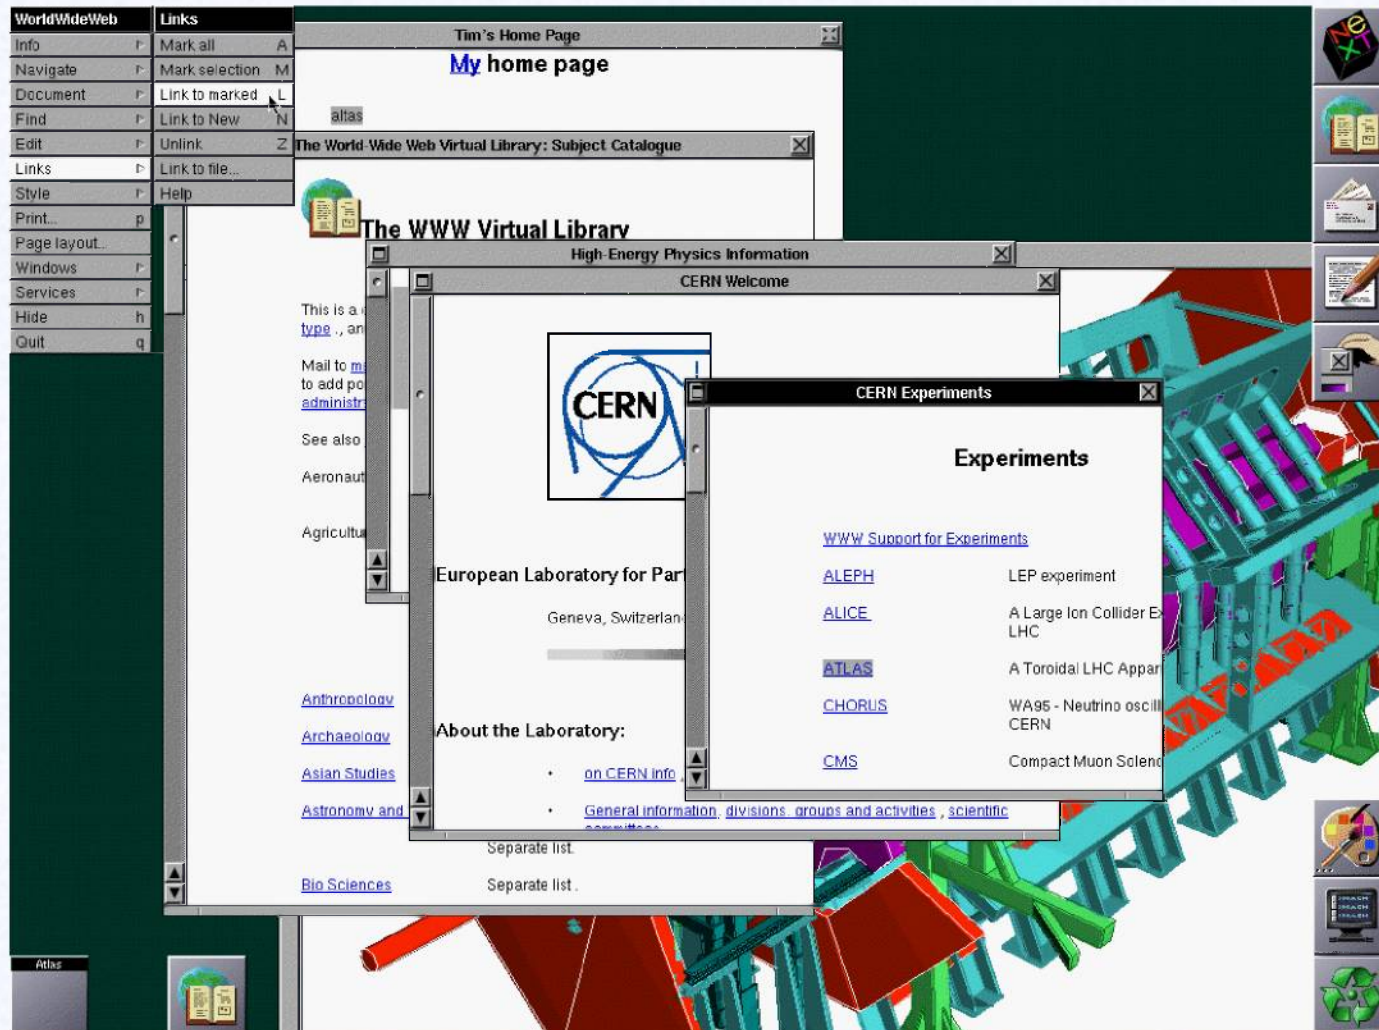 WorldWideWeb
Info
Navigate
Document
Find
Edit
Links
Style
Print... p
Page layout...
Windows
Services
Hide h
Quit q
Links
Mark all A
Mark selection M
Link to marked L
Link to New N
Unlink Z
Link to file...
Help
Tim's Home Page
My home page
altas
The World-Wide Web Virtual Library: Subject Catalogue
The WWW Virtual Library
This is a
type ., an
Mail to
to add po
administr
See also
Aeronaut
Agricultu
Anthropology
Archaeology
Asian Studies
Astronomy and
Separate list.
Bio Sciences Separate list .
High-Energy Physics Information
CERN Welcome
CERN
European Laboratory for Par
Geneva, Switzerlan
About the Laboratory:
• on CERN info ,
• General information, divisions, groups and activities , scientific
CERN Experiments
Experiments
WWW Support for Experiments
ALEPH LEP experiment
ALICE A Large Ion Collider Ex
LHC
ATLAS A Toroidal LHC Appar
CHORUS WA95 - Neutrino oscill
CERN
CMS Compact Muon Soleno
NeXT
Atlas